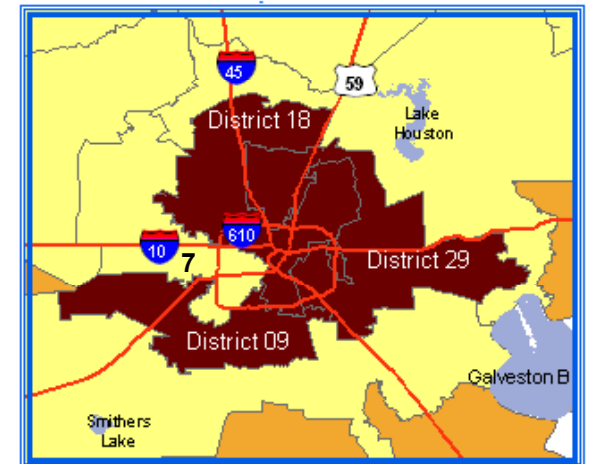 45
59
Lake
Houston
District 18
610
10
7
District 29
District 09
Galveston B
Smithers
Lake